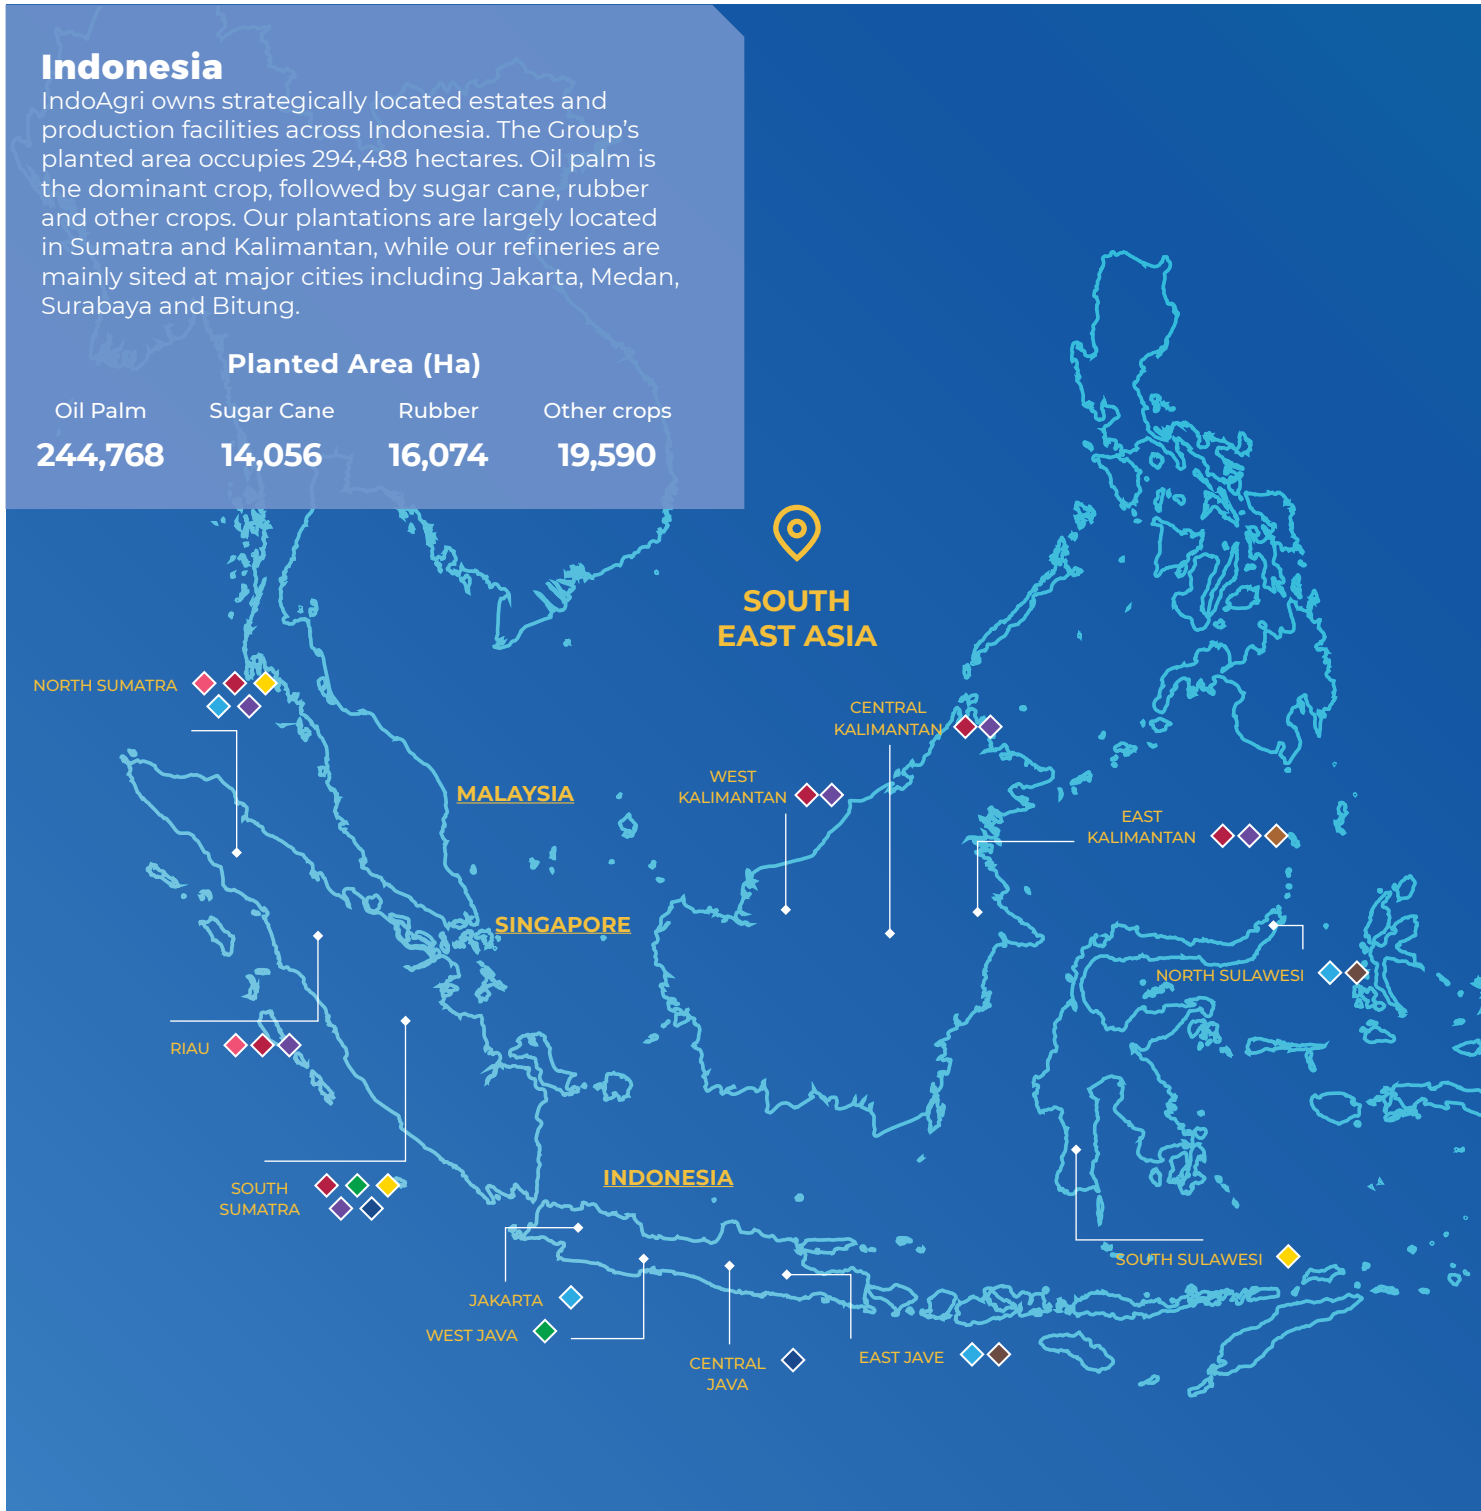 Indonesia
IndoAgri owns strategically located estates and
production facilities across Indonesia. The Group’s
planted area occupies 294,488 hectares. Oil palm is
the dominant crop, followed by sugar cane, rubber
and other crops. Our plantations are largely located
in Sumatra and Kalimantan, while our refineries are
mainly sited at major cities including Jakarta, Medan,
Surabaya and Bitung.
Planted Area (Ha)
Oil Palm Sugar Cane Rubber Other crops
244,768 14,056 16,074 19,590
SOUTH
EAST ASIA
NORTH SUMATRA
CENTRAL
KALIMANTAN
WEST
KALIMANTAN
MALAYSIA
EAST
KALIMANTAN
SINGAPORE
NORTH SULAWESI
RIAU
INDONESIA
SOUTH
SUMATRA
SOUTH SULAWESI
JAKARTA
WEST JAVA
CENTRAL
JAVA
EAST JAVE